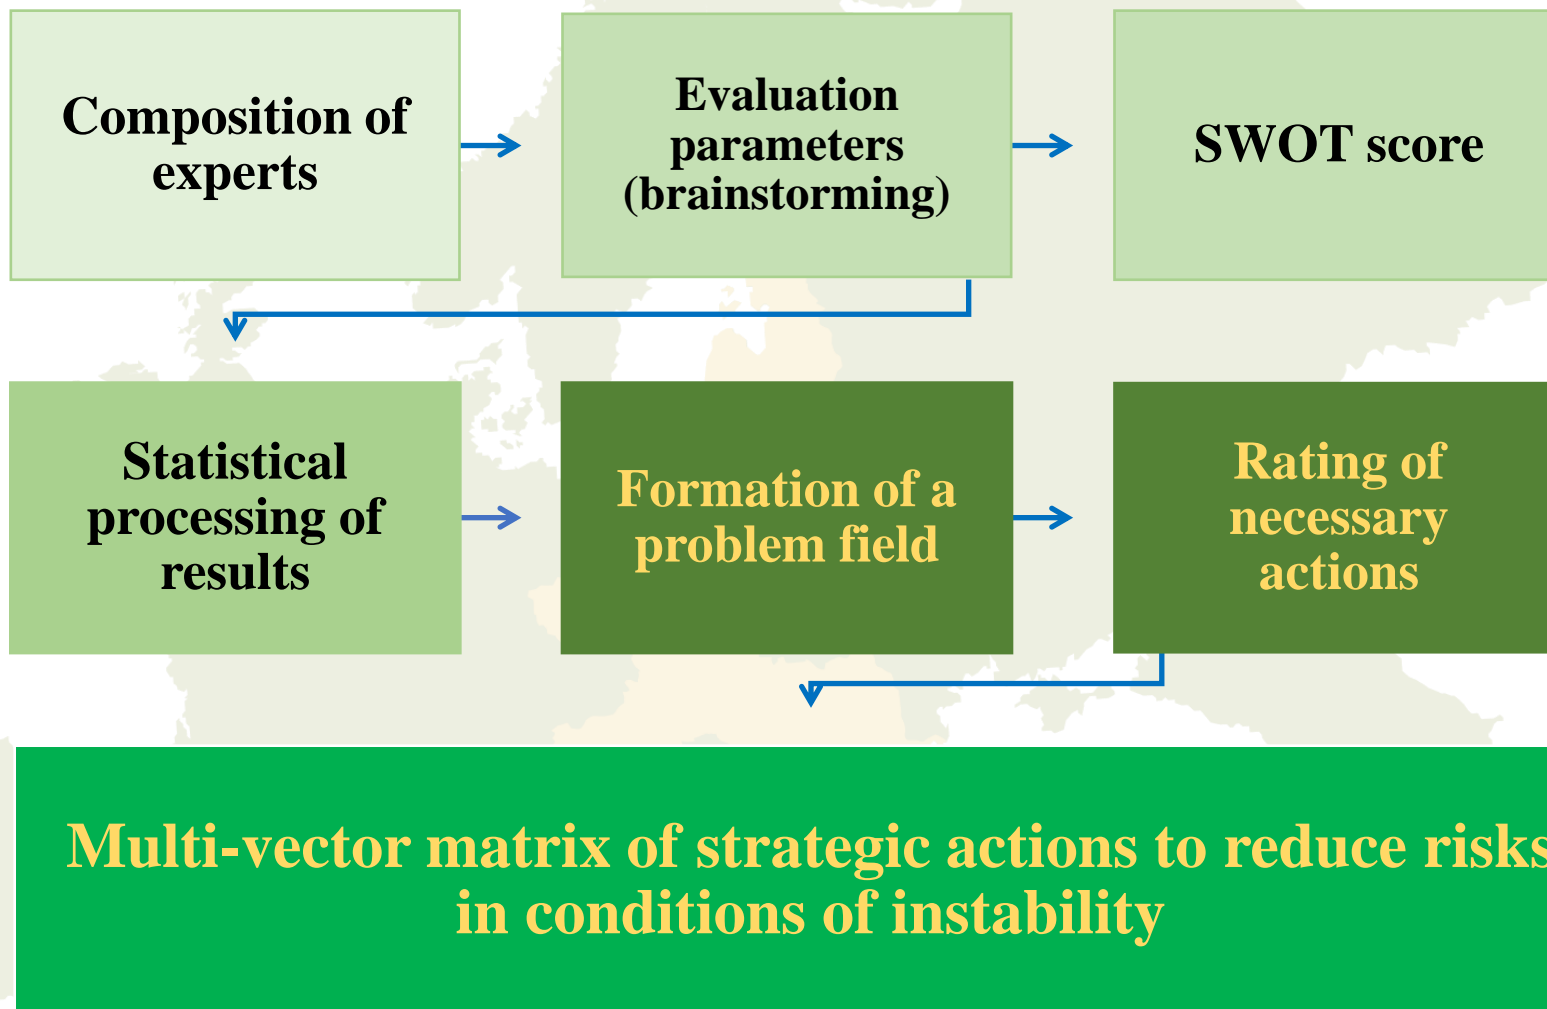 Composition of
experts
Evaluation
parameters
(brainstorming)
SWOT score
Statistical
processing of
results
Formation of a
problem field
Rating of
necessary
actions
Multi-vector matrix of strategic actions to reduce risks
in conditions of instability